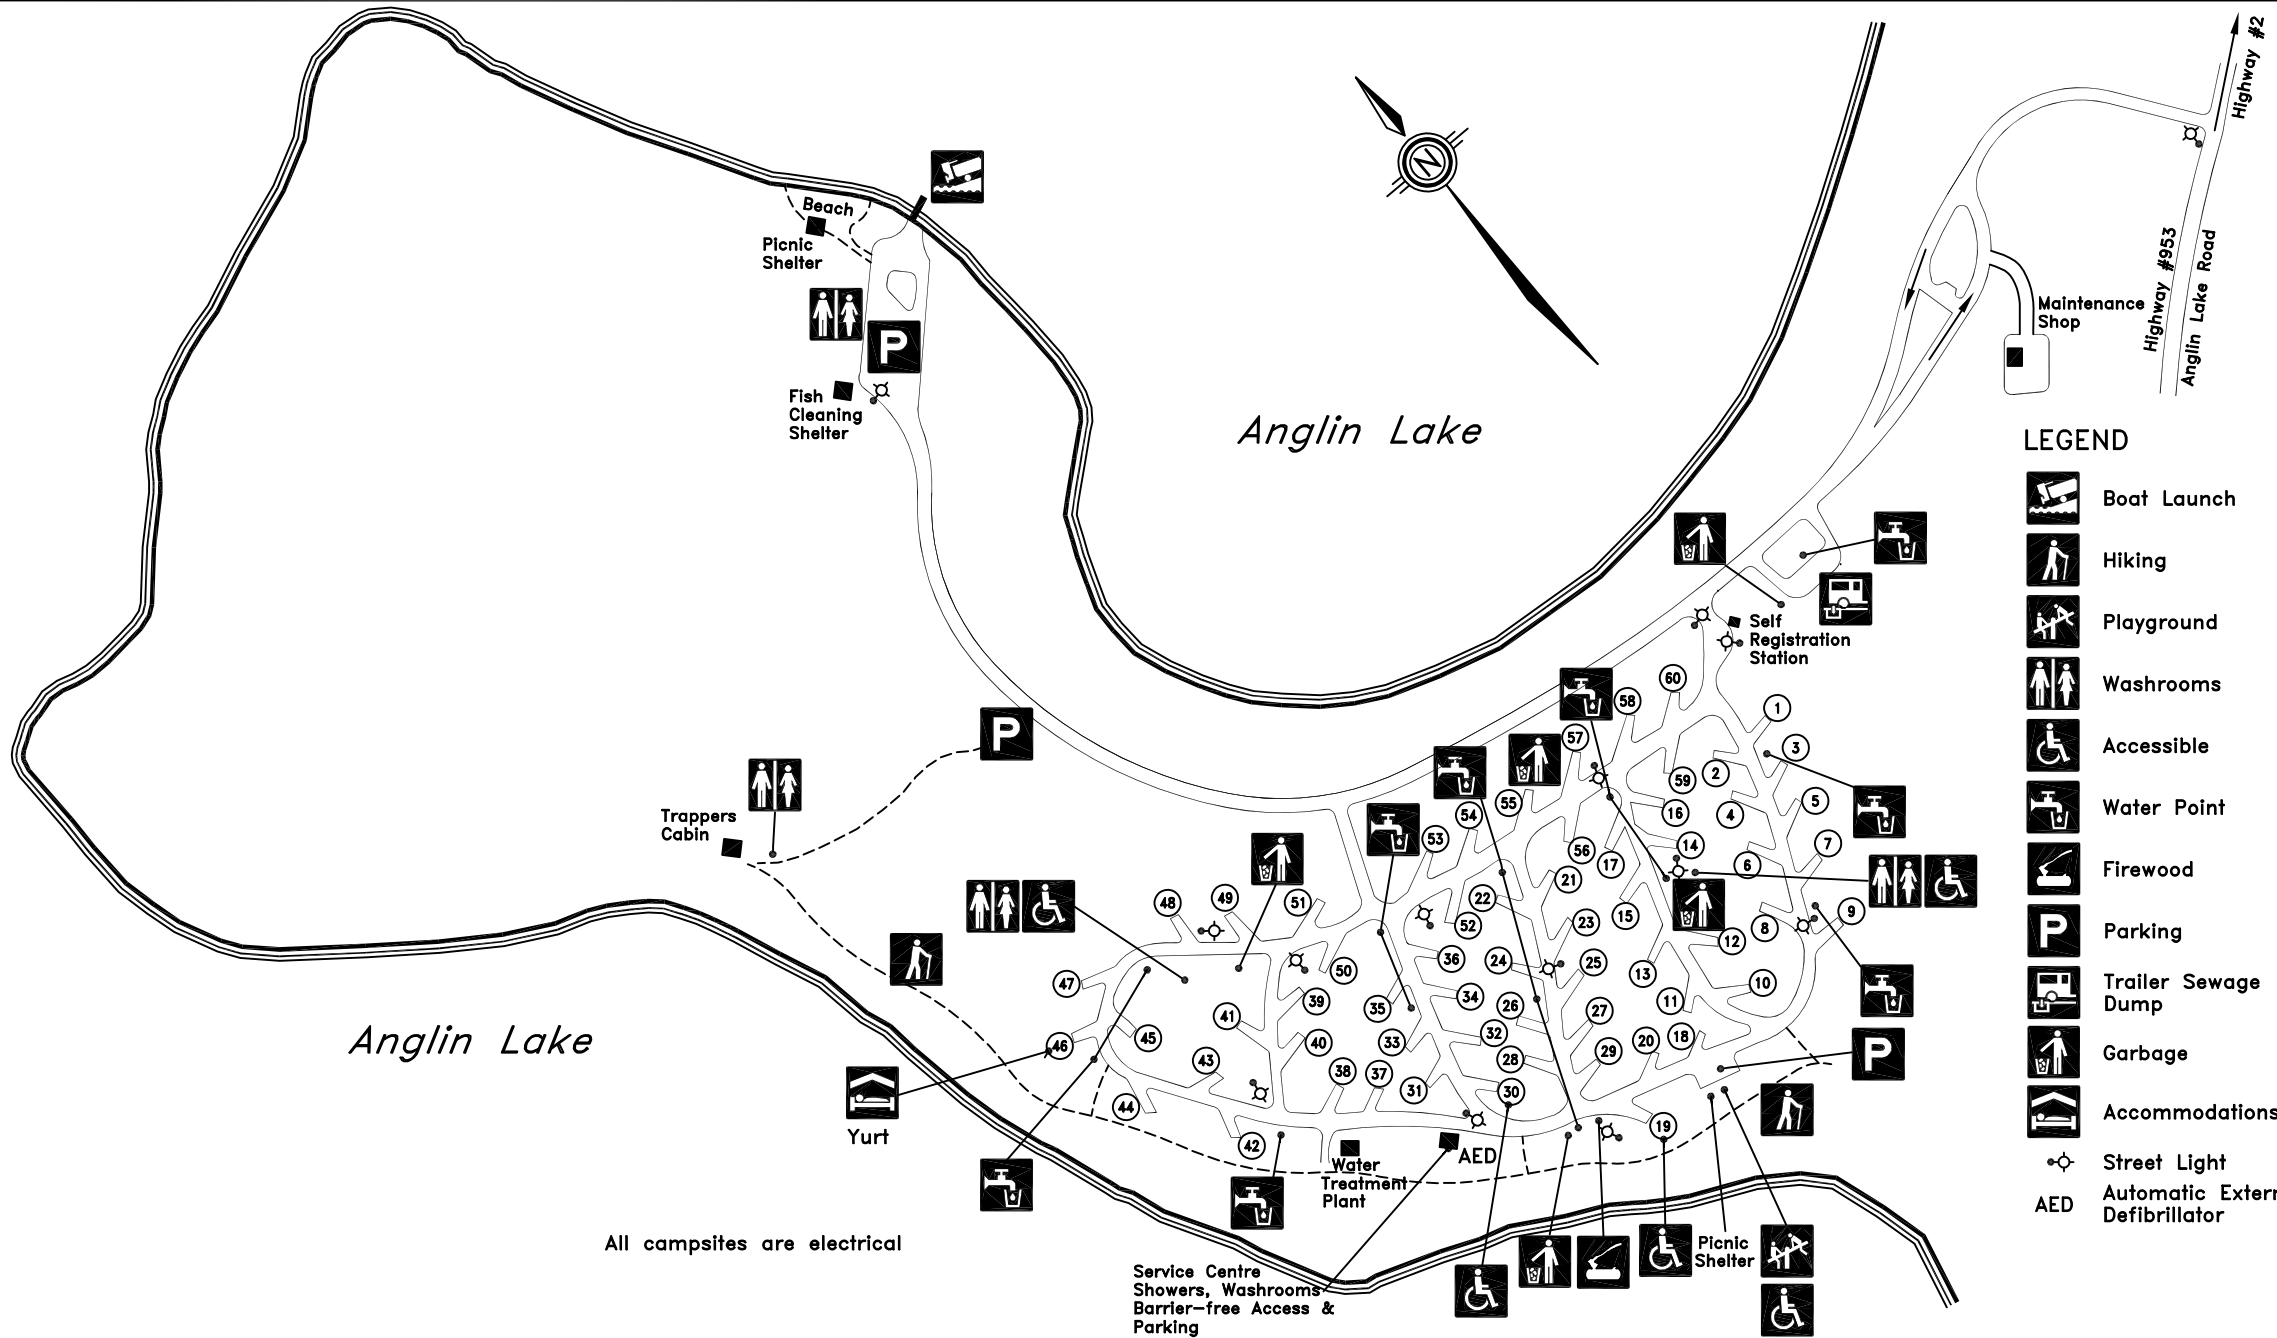 Highway #2
Beach
Picnic
Shelter
N
Highway #953
Anglin Lake Road
Maintenance
Shop
P
Fish
Cleaning
Shelter
Anglin Lake
LEGEND
Boat Launch
Hiking
Playground
Washrooms
Accessible
Water Point
Firewood
P
Parking
Trailer Sewage
Dump
Garbage
Accommodations
Street Light
AED
Automatic Extern
Defibrillator
Self
Registration
Station
P
Trappers
Cabin
60
58
1
57
3
59
2
55
5
16
4
54
53
14
7
56
17
6
21
51
49
48
22
15
9
23
52
8
12
36
24
25
50
13
47
10
34
39
11
35
26
27
41
32
45
20
18
40
33
46
29
43
28
P
38
37
31
30
44
19
42
Anglin Lake
Yurt
AED
Water
Treatment
Plant
All campsites are electrical
Picnic
Shelter
Service Centre
Showers, Washrooms
Barrier-free Access &
Parking